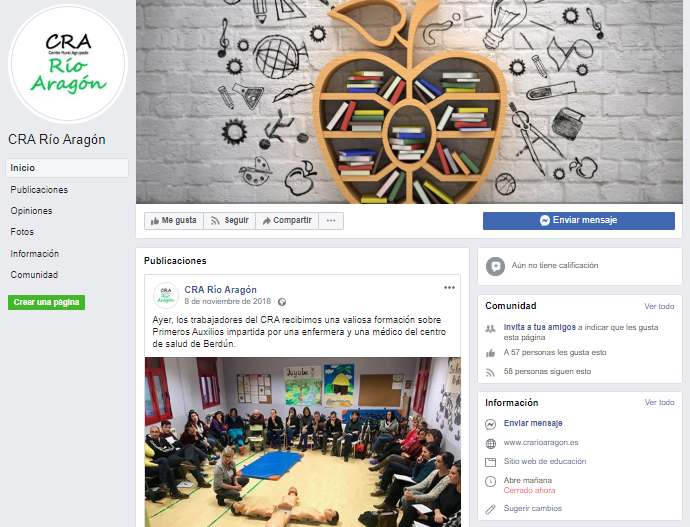 CRA
Centro Rural Agrupado
Río
Aragón
CRA Río Aragón
Inicio
Publicaciones
Opiniones
Fotos
Información
Comunidad
Crear una página
Me gusta
Seguir
Compartir
Enviar mensaje
Publicaciones
CRA Río Aragón
8 de noviembre de 2018
Ayer, los trabajadores del CRA recibimos una valiosa formación sobre
Primeros Auxilios impartida por una enfermera y una médico del centro
de salud de Berdún.
Aún no tiene calificación
Comunidad
Ver todo
Invita a tus amigos a indicar que les gusta
esta página
A 57 personas les gusta esto
58 personas siguen esto
Información
Ver todo
Enviar mensaje
www.crarioaragon.es
Sitio web de educación
Abre mañana
Cerrado ahora
Sugerir cambios